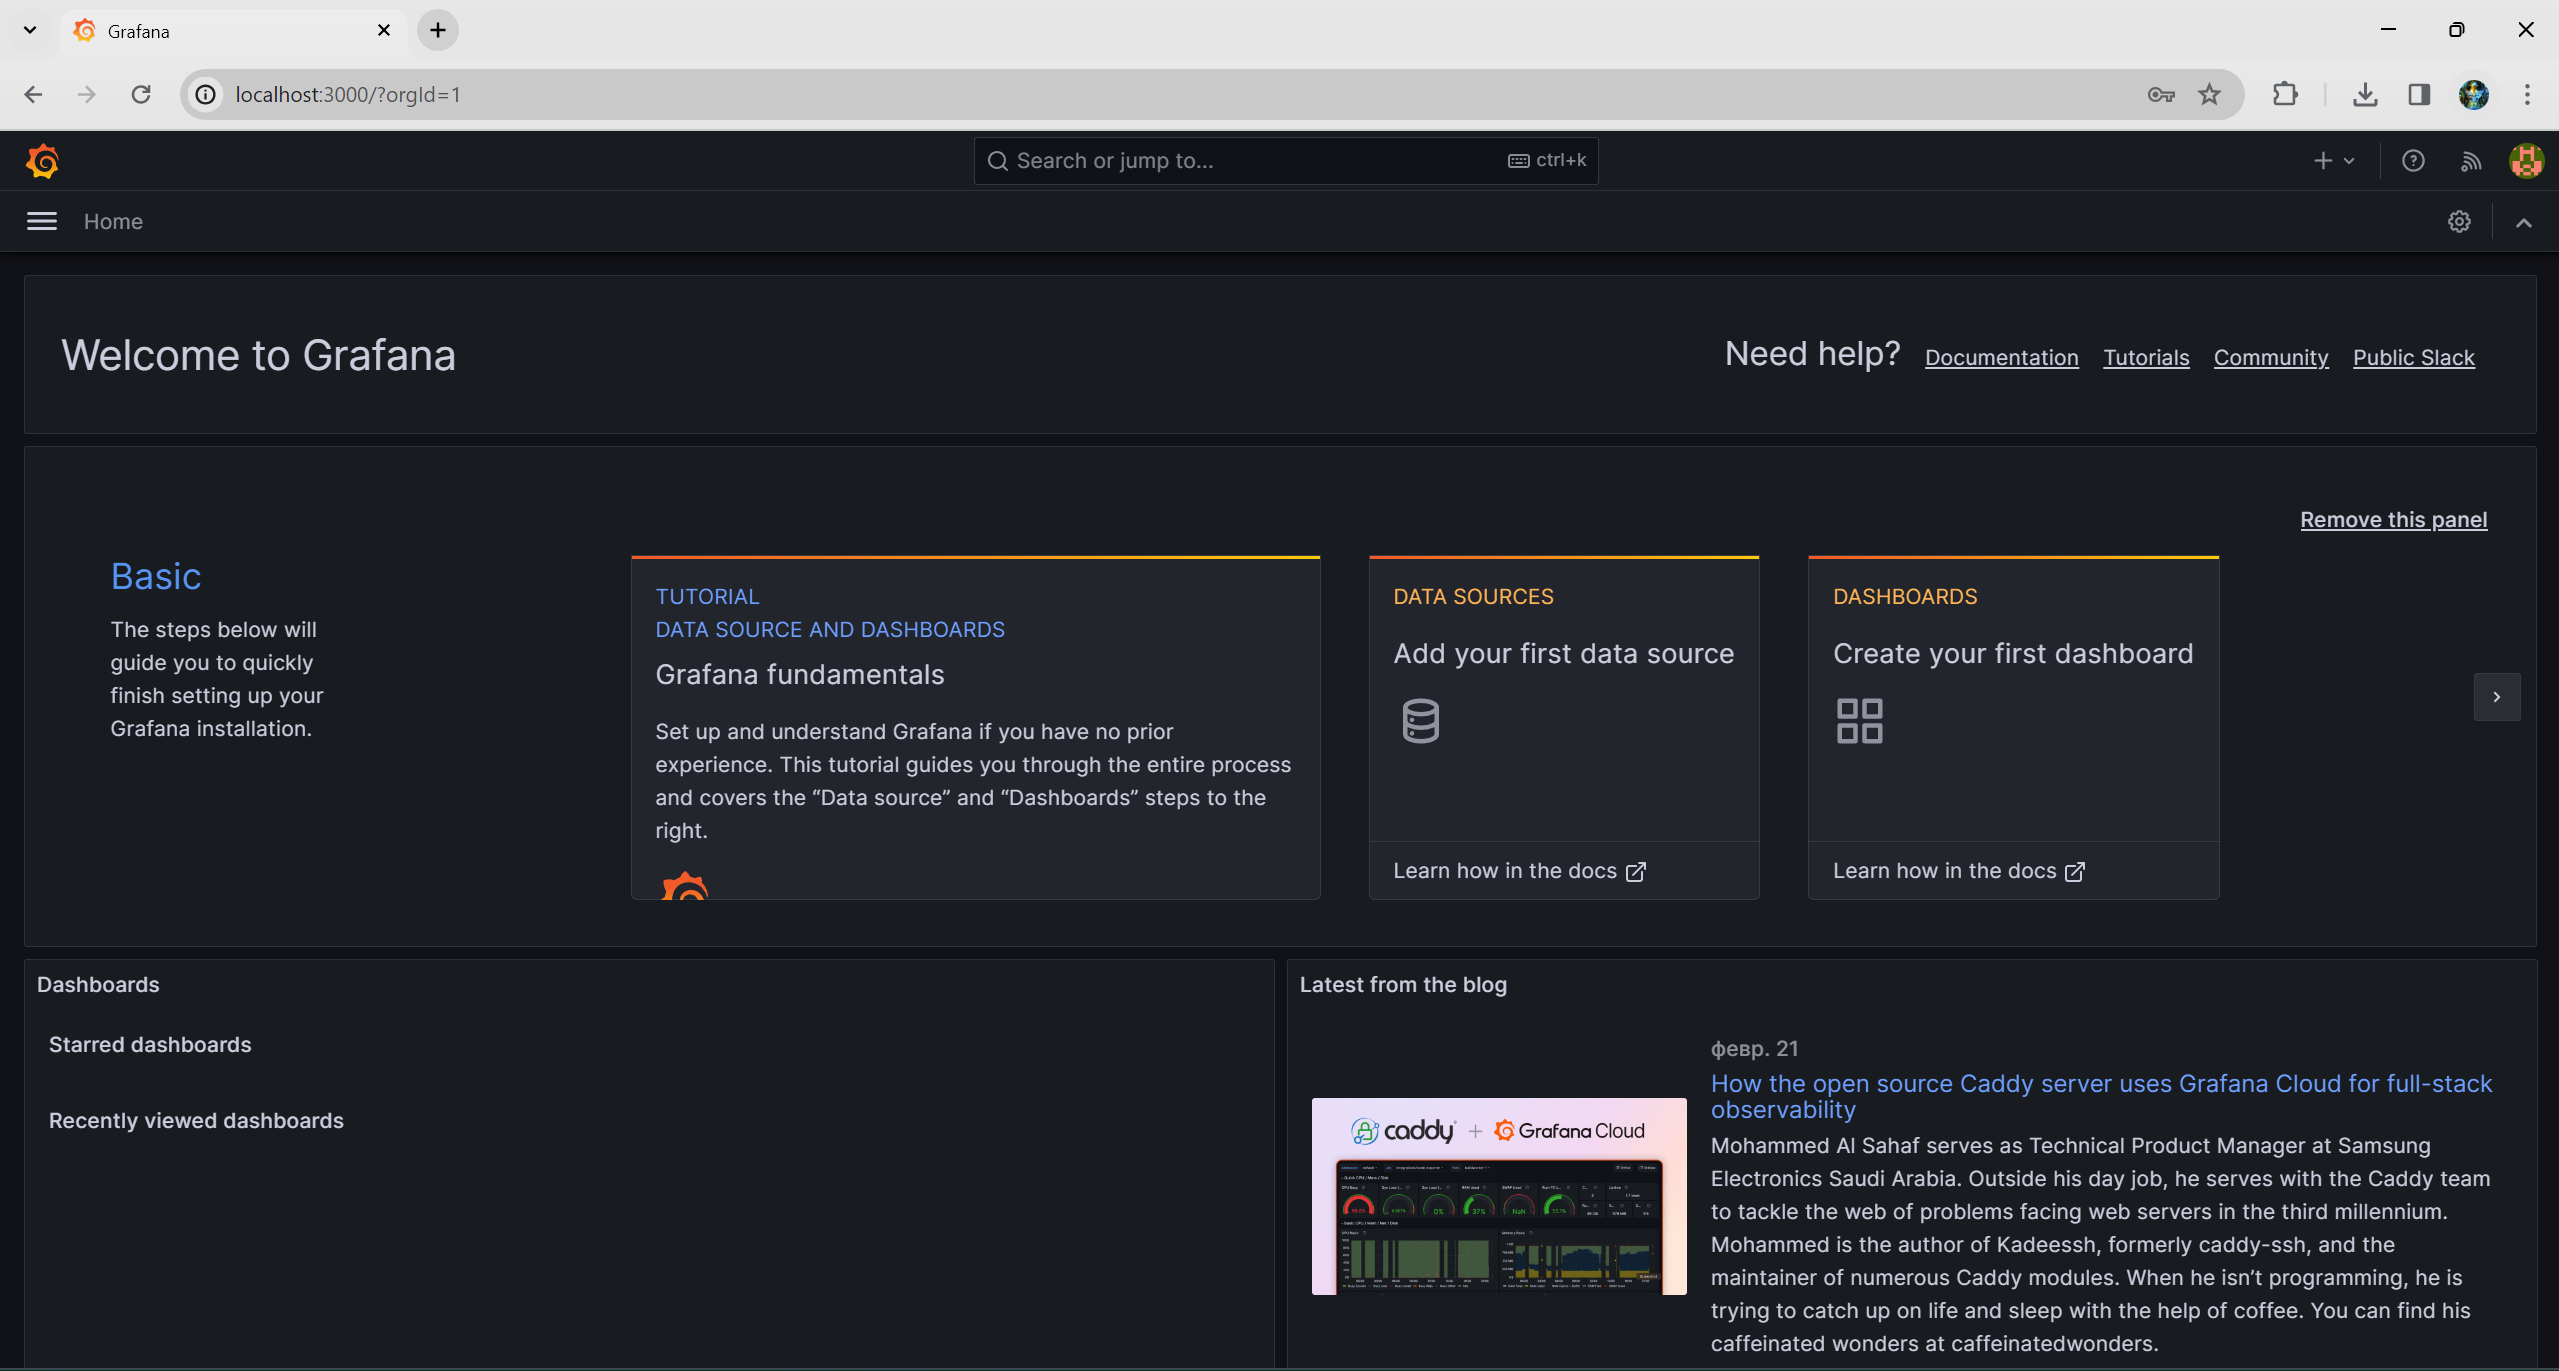 Grafana
localhost:3000/?orgId=1
Search or jump to...
ctrl+k
Home
Welcome to Grafana
Need help?
Documentation
Tutorials
Community
Public Slack
Remove this panel
Basic
The steps below will
guide you to quickly
finish setting up your
Grafana installation.
TUTORIAL
DATA SOURCE AND DASHBOARDS
Grafana fundamentals
Set up and understand Grafana if you have no prior
experience. This tutorial guides you through the entire process
and covers the “Data source” and “Dashboards” steps to the
right.
DATA SOURCES
Add your first data source
Learn how in the docs
DASHBOARDS
Create your first dashboard
Learn how in the docs
Dashboards
Starred dashboards
Recently viewed dashboards
Latest from the blog
caddy + Grafana Cloud
февр. 21
How the open source Caddy server uses Grafana Cloud for full-stack
observability
Mohammed Al Sahaf serves as Technical Product Manager at Samsung
Electronics Saudi Arabia. Outside his day job, he serves with the Caddy team
to tackle the web of problems facing web servers in the third millennium.
Mohammed is the author of Kadeessh, formerly caddy-ssh, and the
maintainer of numerous Caddy modules. When he isn’t programming, he is
trying to catch up on life and sleep with the help of coffee. You can find his
caffeinated wonders at caffeinatedwonders.